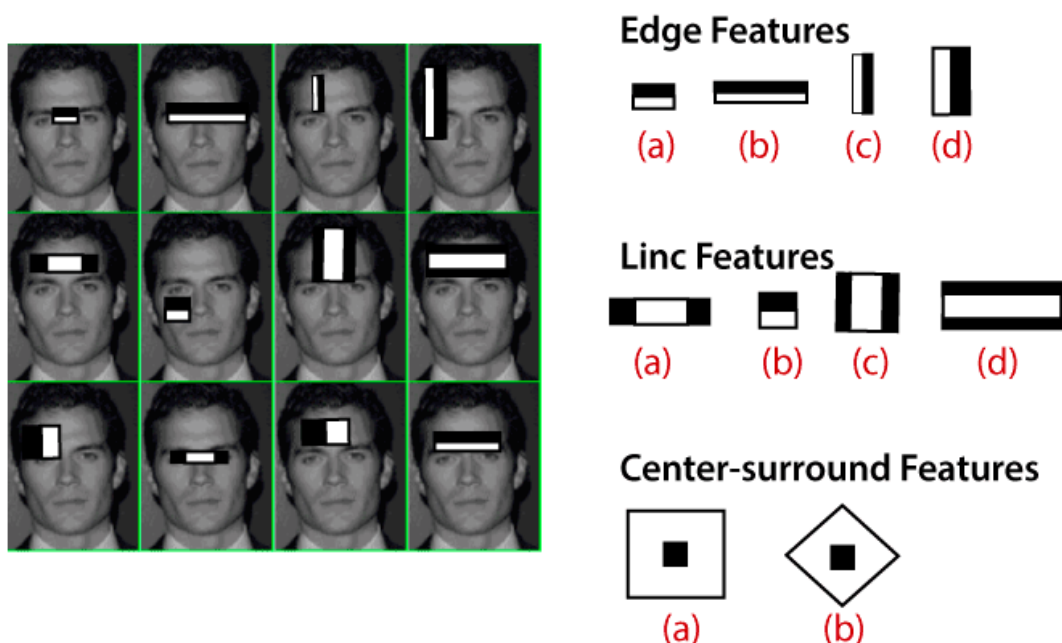 Edge Features
(a) (b) (c) (d)
Linc Features
(a) (b) (c) (d)
Center-surround Features
(a) (b)